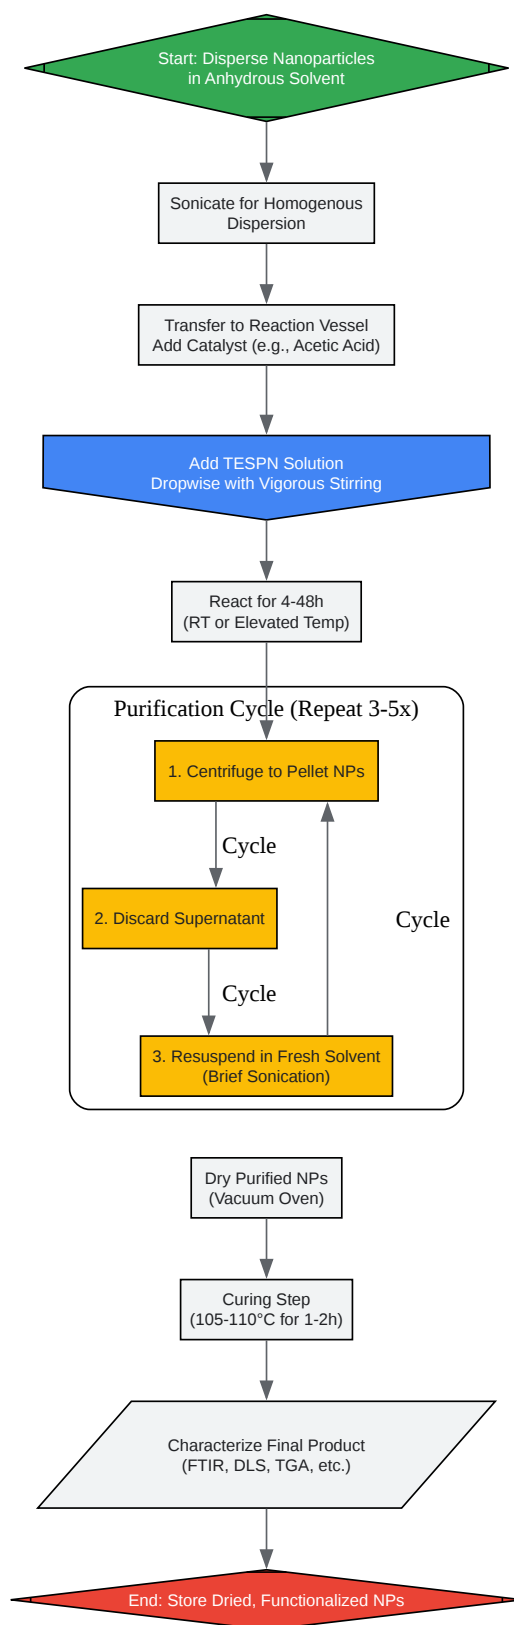 Start: Disperse Nanoparticles
in Anhydrous Solvent
Sonicate for Homogenous
Dispersion
Transfer to Reaction Vessel
Add Catalyst (e.g., Acetic Acid)
Add TESPN Solution
Dropwise with Vigorous Stirring
React for 4-48h
(RT or Elevated Temp)
Purification Cycle (Repeat 3-5x)
1. Centrifuge to Pellet NPs
Cycle
2. Discard Supernatant
Cycle
Cycle
3. Resuspend in Fresh Solvent
(Brief Sonication)
Dry Purified NPs
(Vacuum Oven)
Curing Step
(105-110°C for 1-2h)
Characterize Final Product
(FTIR, DLS, TGA, etc.)
End: Store Dried, Functionalized NPs